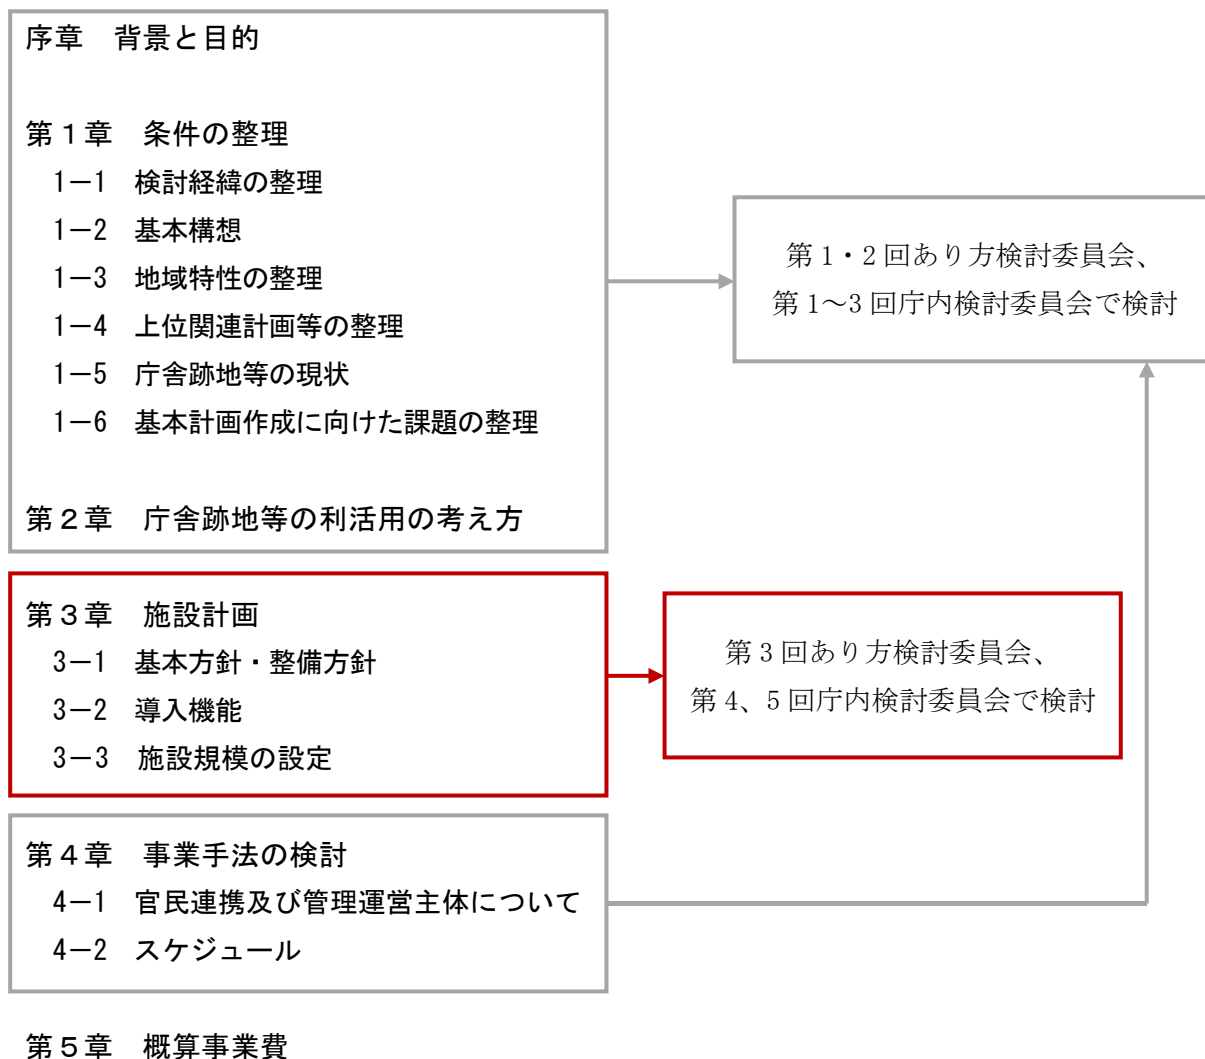 序章　背景と目的
第１章　条件の整理
1－1　検討経緯の整理
1－2　基本構想
1－3　地域特性の整理
1－4　上位関連計画等の整理
1－5　庁舎跡地等の現状
1－6　基本計画作成に向けた課題の整理
第２章　庁舎跡地等の利活用の考え方
第 1・2 回あり方検討委員会、
第 1～3 回庁内検討委員会で検討
第３章　施設計画
3－1　基本方針・整備方針
3－2　導入機能
3－3　施設規模の設定
第 3 回あり方検討委員会、
第 4、5 回庁内検討委員会で検討
第４章　事業手法の検討
4－1　官民連携及び管理運営主体について
4－2　スケジュール
第５章　概算事業費